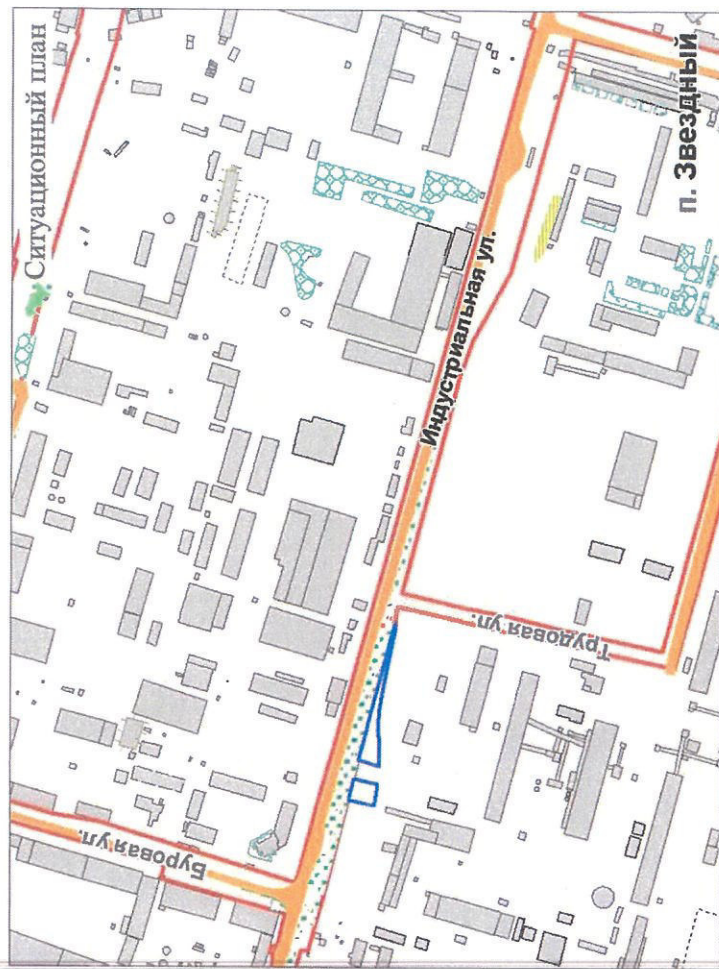 Ситуационный план
Индустриальная ул.
п. Звездный
Трудовая ул.
Буровая ул.